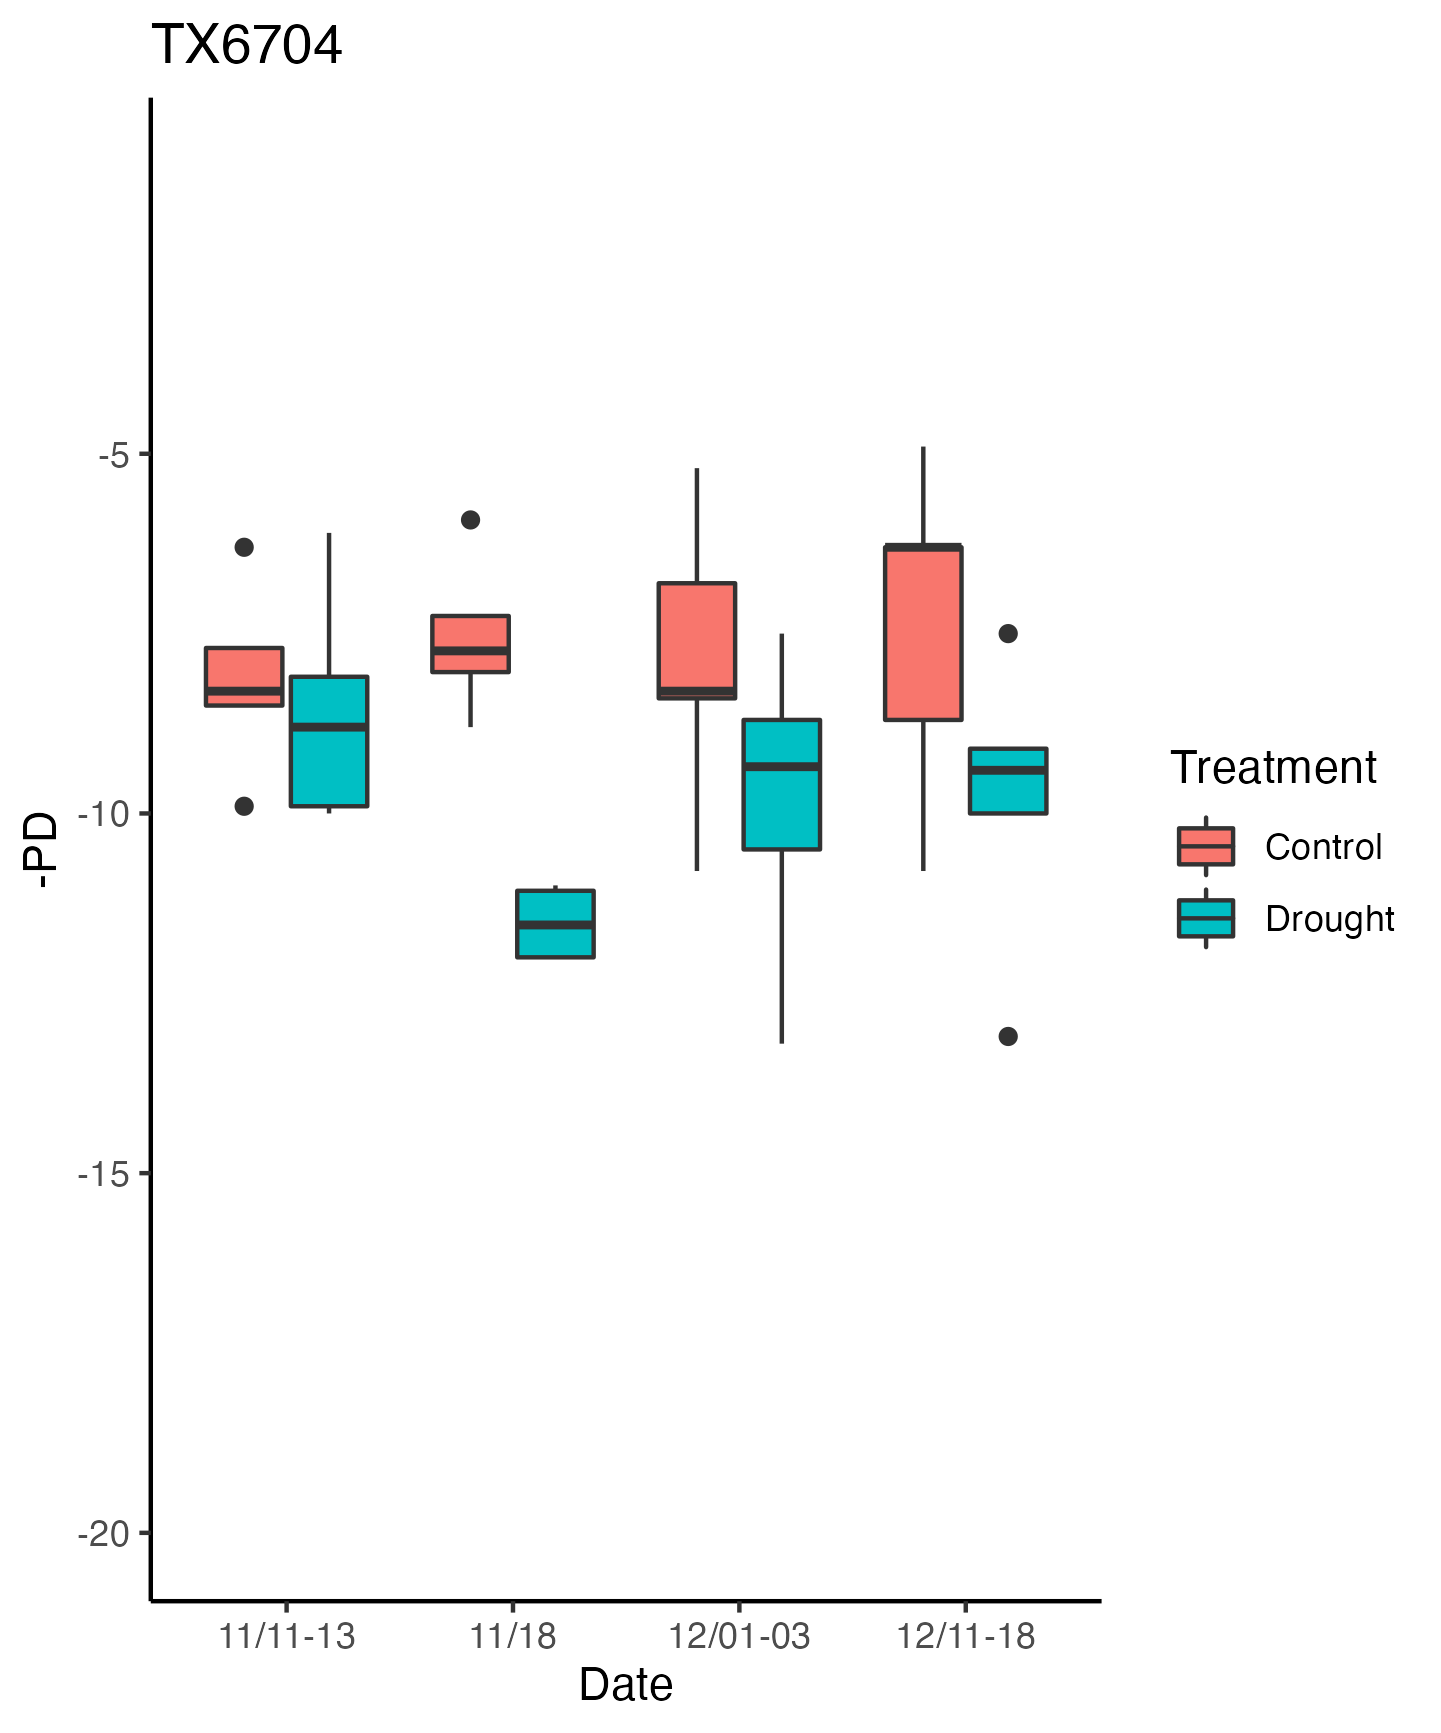 TX6704
-5
-10
-15
-20
-PD
11/11-13
11/18
12/01-03
12/11-18
Date
Treatment
Control
Drought